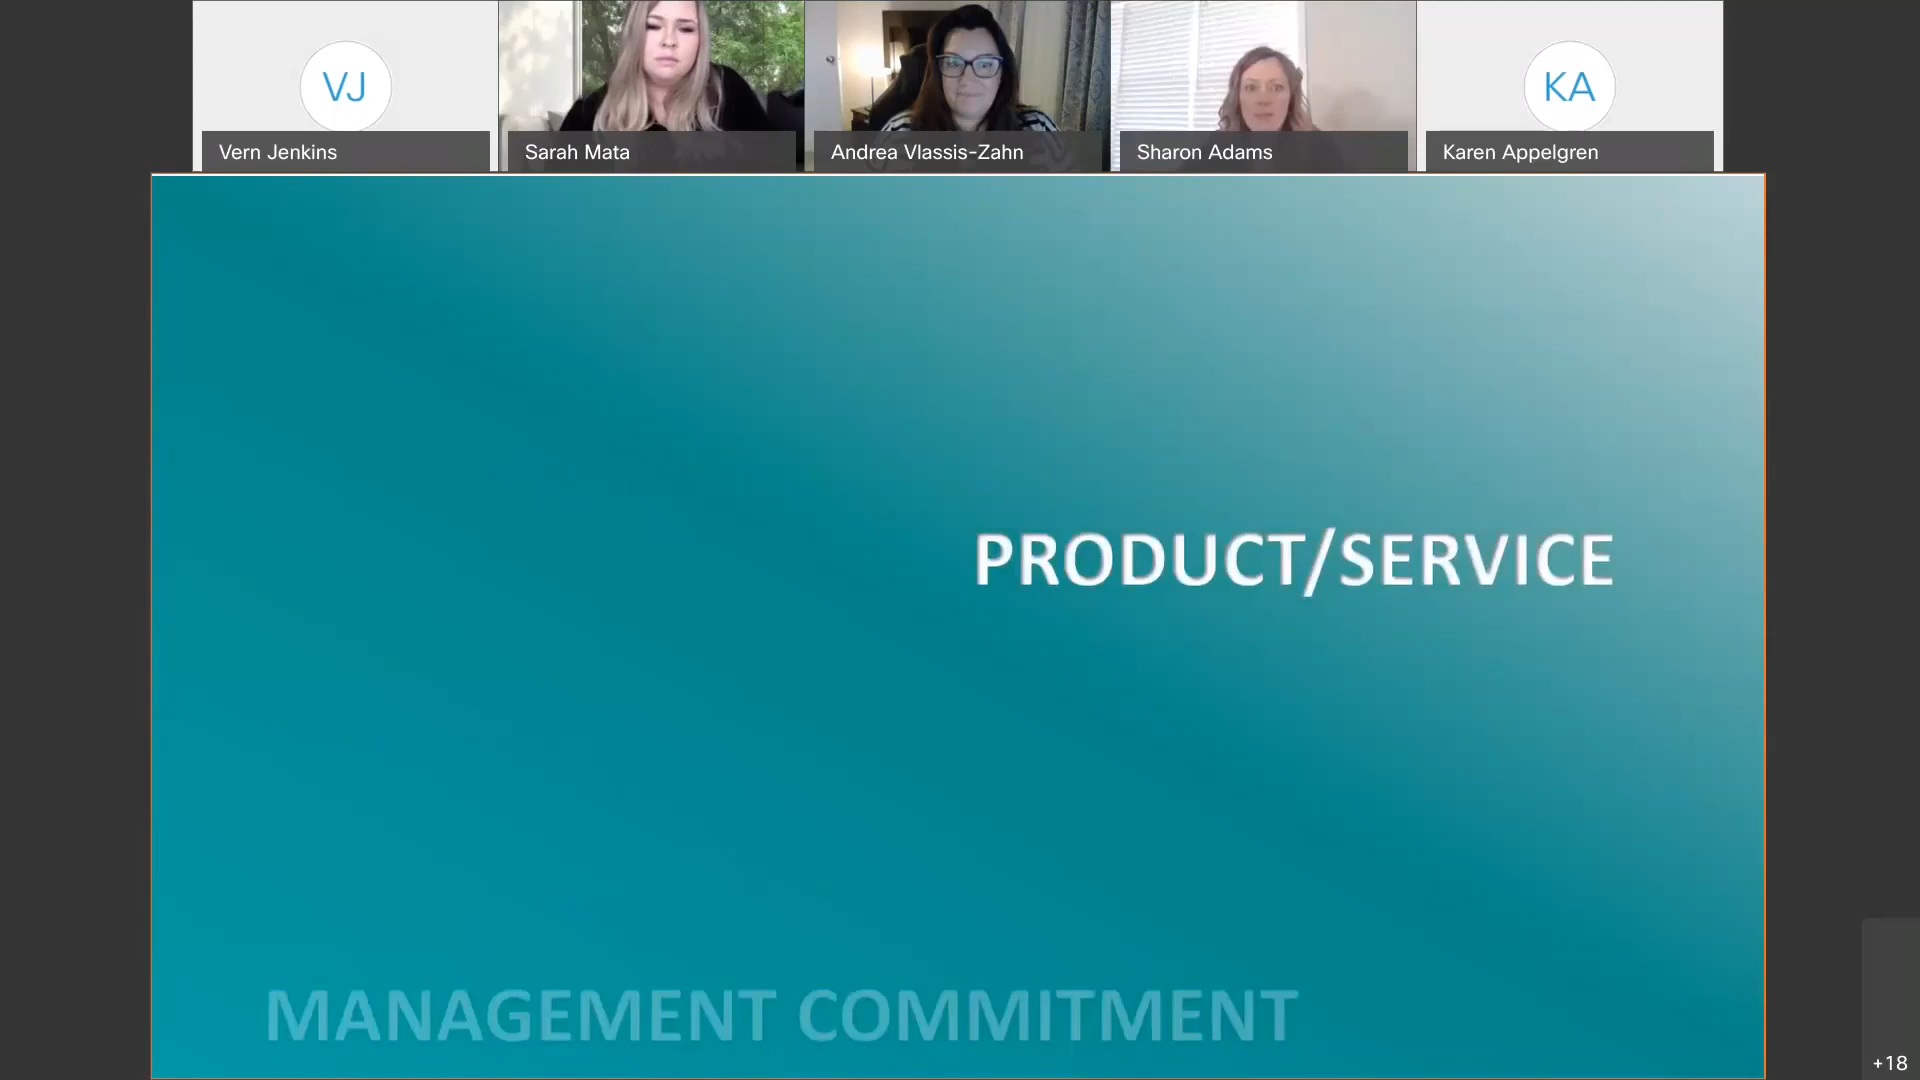 VJ
Vern Jenkins
Sarah Mata
Andrea Vlassis-Zahn
Sharon Adams
KA
Karen Appelgren
PRODUCT/SERVICE
MANAGEMENT COMMITMENT
+18